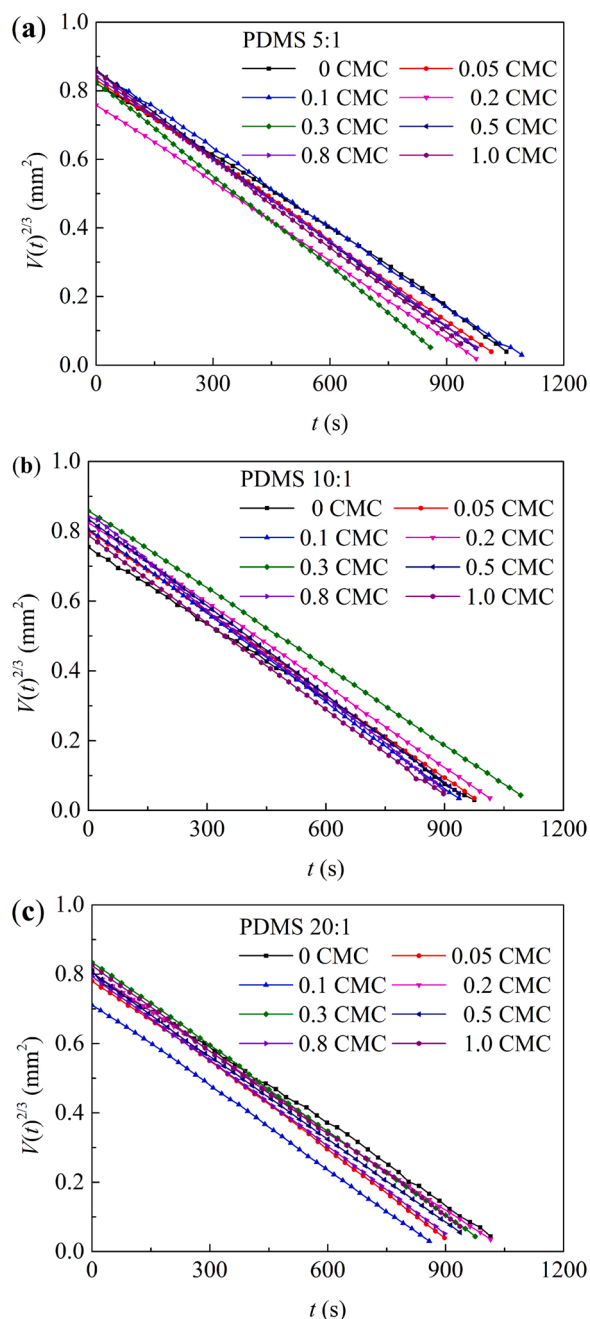 (a)
PDMS 5:1
0 CMC 0.05 CMC
0.1 CMC 0.2 CMC
0.3 CMC 0.5 CMC
0.8 CMC 1.0 CMC
V(t)^{2/3} (mm²)
1.0
0.8
0.6
0.4
0.2
0.0
0 300 600 900 1200
t (s)
(b)
PDMS 10:1
0 CMC 0.05 CMC
0.1 CMC 0.2 CMC
0.3 CMC 0.5 CMC
0.8 CMC 1.0 CMC
V(t)^{2/3} (mm²)
1.0
0.8
0.6
0.4
0.2
0.0
0 300 600 900 1200
t (s)
(c)
PDMS 20:1
0 CMC 0.05 CMC
0.1 CMC 0.2 CMC
0.3 CMC 0.5 CMC
0.8 CMC 1.0 CMC
V(t)^{2/3} (mm²)
1.0
0.8
0.6
0.4
0.2
0.0
0 300 600 900 1200
t (s)